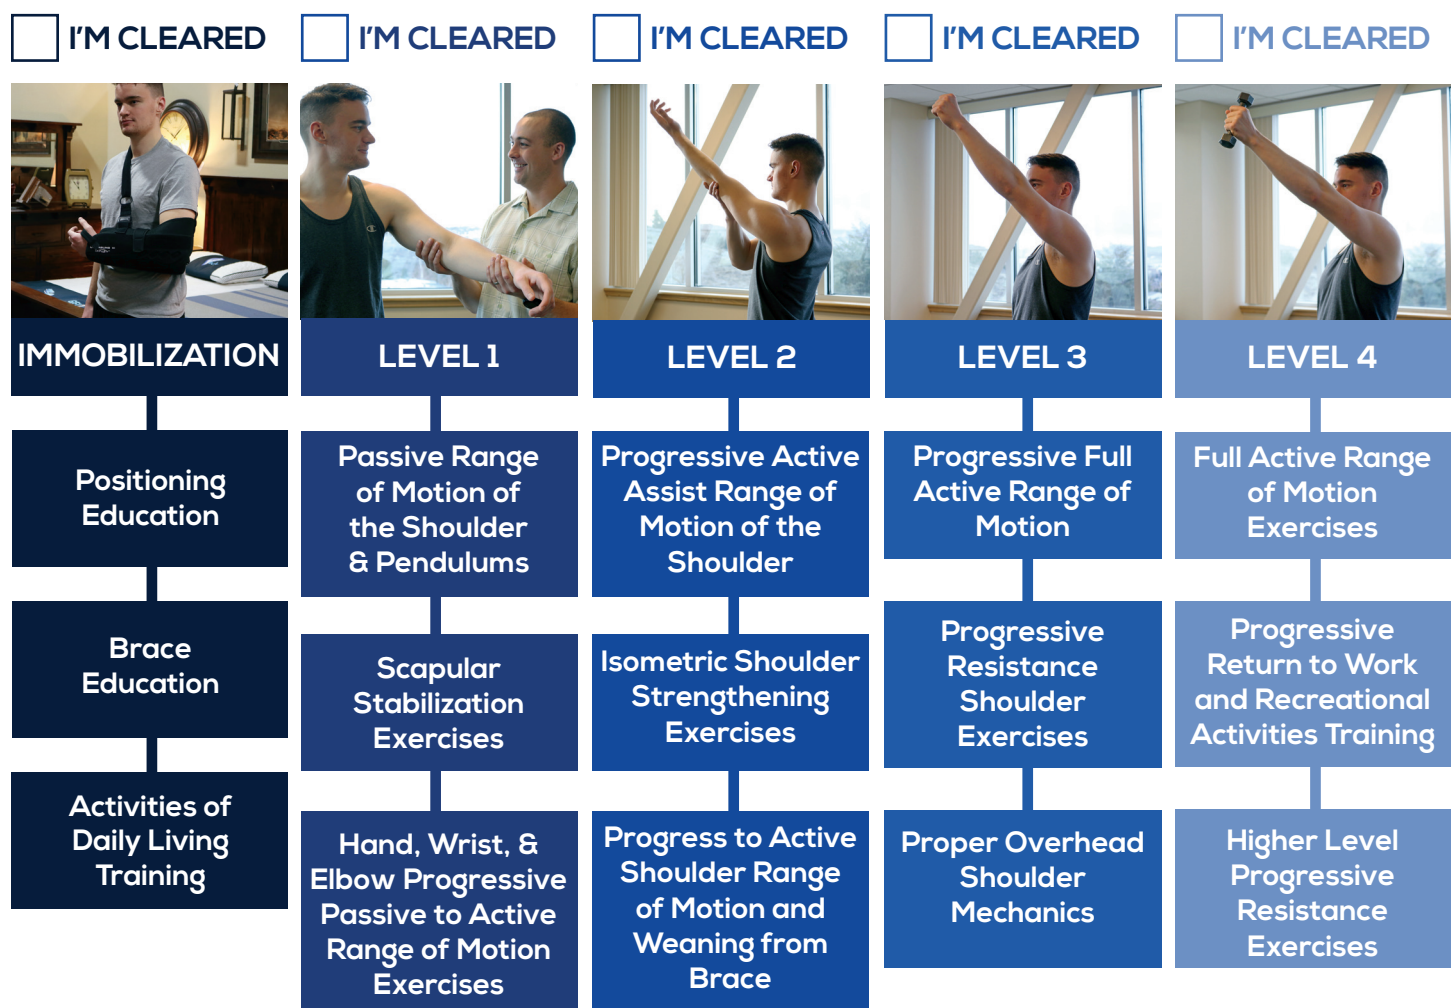 I'M CLEARED
I'M CLEARED
I'M CLEARED
I'M CLEARED
I'M CLEARED
IMMOBILIZATION
Positioning
Education
Brace
Education
Activities of
Daily Living
Training
LEVEL 1
Passive Range
of Motion of
the Shoulder
& Pendulums
Scapular
Stabilization
Exercises
Hand, Wrist, &
Elbow Progressive
Passive to Active
Range of Motion
Exercises
LEVEL 2
Progressive Active
Assist Range of
Motion of the
Shoulder
Isometric Shoulder
Strengthening
Exercises
Progress to Active
Shoulder Range
of Motion and
Weaning from
Brace
LEVEL 3
Progressive Full
Active Range of
Motion
Progressive
Resistance
Shoulder
Exercises
Proper Overhead
Shoulder
Mechanics
LEVEL 4
Full Active Range
of Motion
Exercises
Progressive
Return to Work
and Recreational
Activities Training
Higher Level
Progressive
Resistance
Exercises